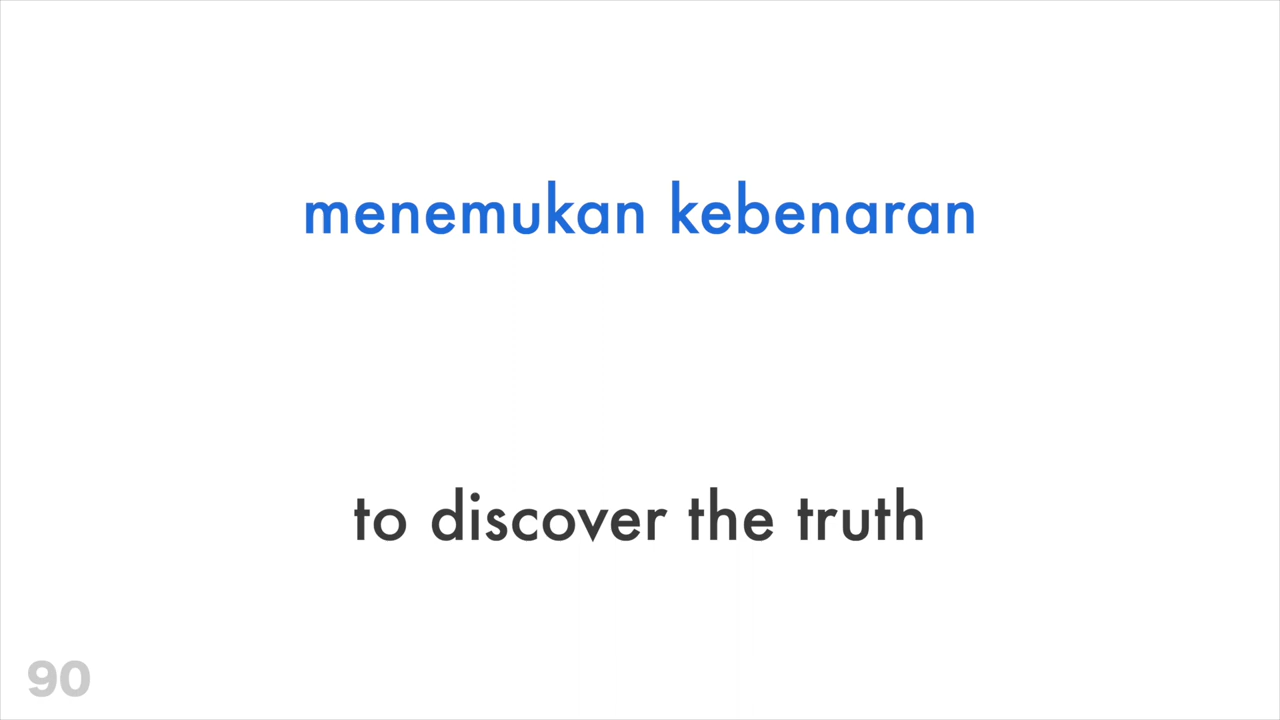 menemukan kebenaran
to discover the truth
90